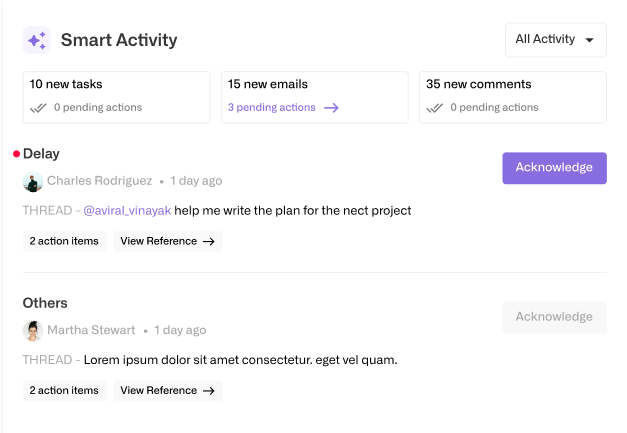 Smart Activity
All Activity
10 new tasks
0 pending actions
15 new emails
3 pending actions
35 new comments
0 pending actions
Delay
Acknowledge
Charles Rodriguez • 1 day ago
THREAD - @aviral_vinayak help me write the plan for the nect project
2 action items
View Reference →
Others
Acknowledge
Martha Stewart • 1 day ago
THREAD - Lorem ipsum dolor sit amet consectetur. eget vel quam.
2 action items
View Reference →